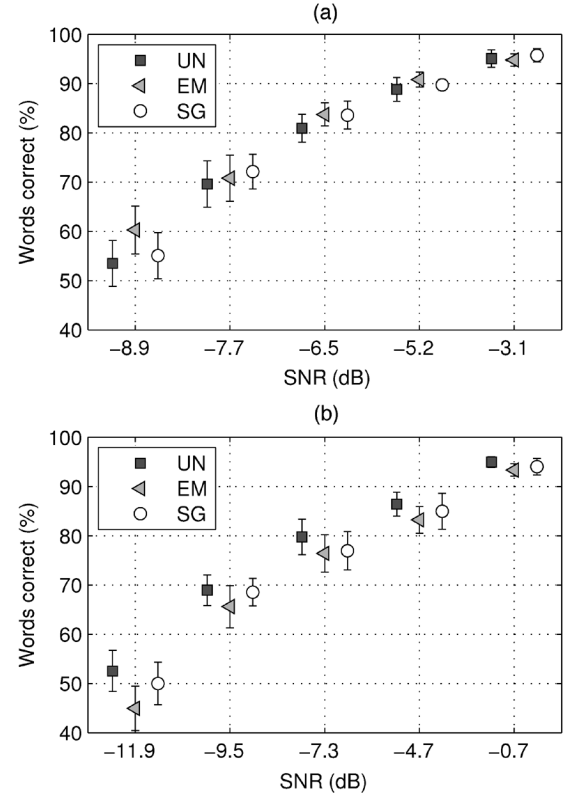 (a)
Words correct (%)
100
90
80
70
60
50
40
UN
EM
SG
−8.9 −7.7 −6.5 −5.2 −3.1
SNR (dB)
(b)
Words correct (%)
100
90
80
70
60
50
40
UN
EM
SG
−11.9 −9.5 −7.3 −4.7 −0.7
SNR (dB)